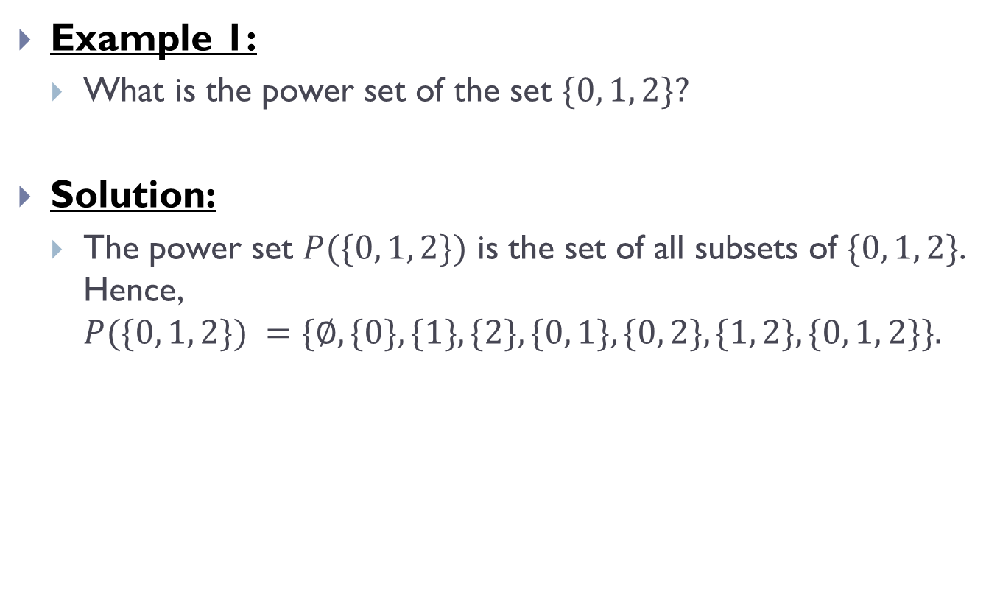 Example 1:
What is the power set of the set {0, 1, 2}?
Solution:
The power set P({0, 1, 2}) is the set of all subsets of {0, 1, 2}.
Hence,
P({0, 1, 2}) = {∅, {0}, {1}, {2}, {0, 1}, {0, 2}, {1, 2}, {0, 1, 2}}.